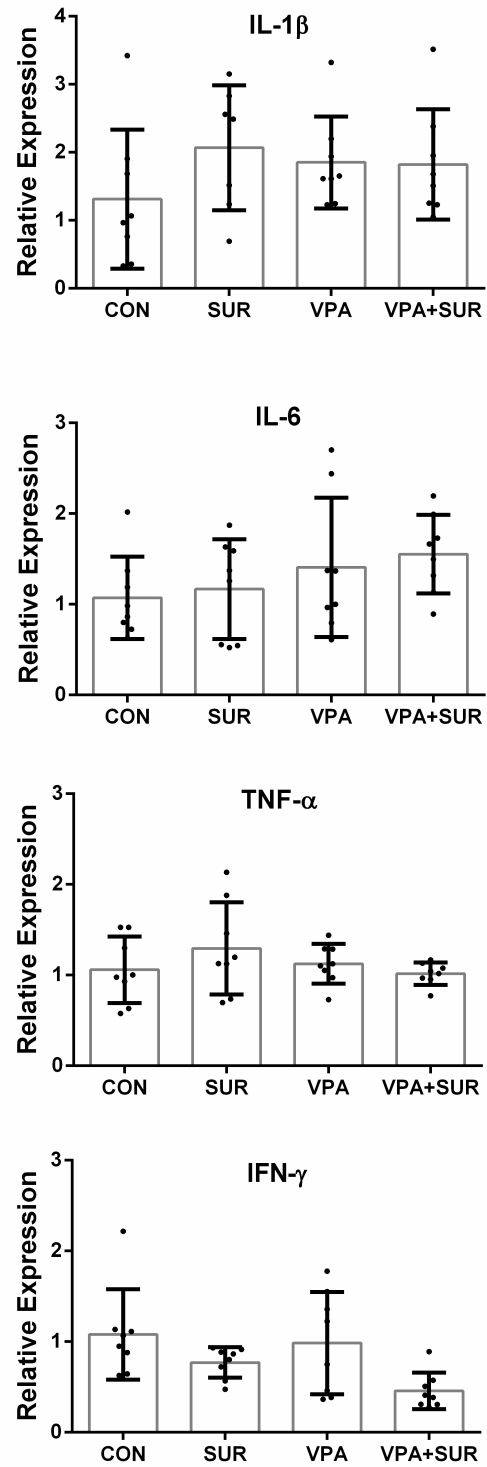 IL-1β
Relative Expression
4
3
2
1
0
CON SUR VPA VPA+SUR
IL-6
Relative Expression
3
2
1
0
CON SUR VPA VPA+SUR
TNF-α
Relative Expression
3
2
1
0
CON SUR VPA VPA+SUR
IFN-γ
Relative Expression
3
2
1
0
CON SUR VPA VPA+SUR